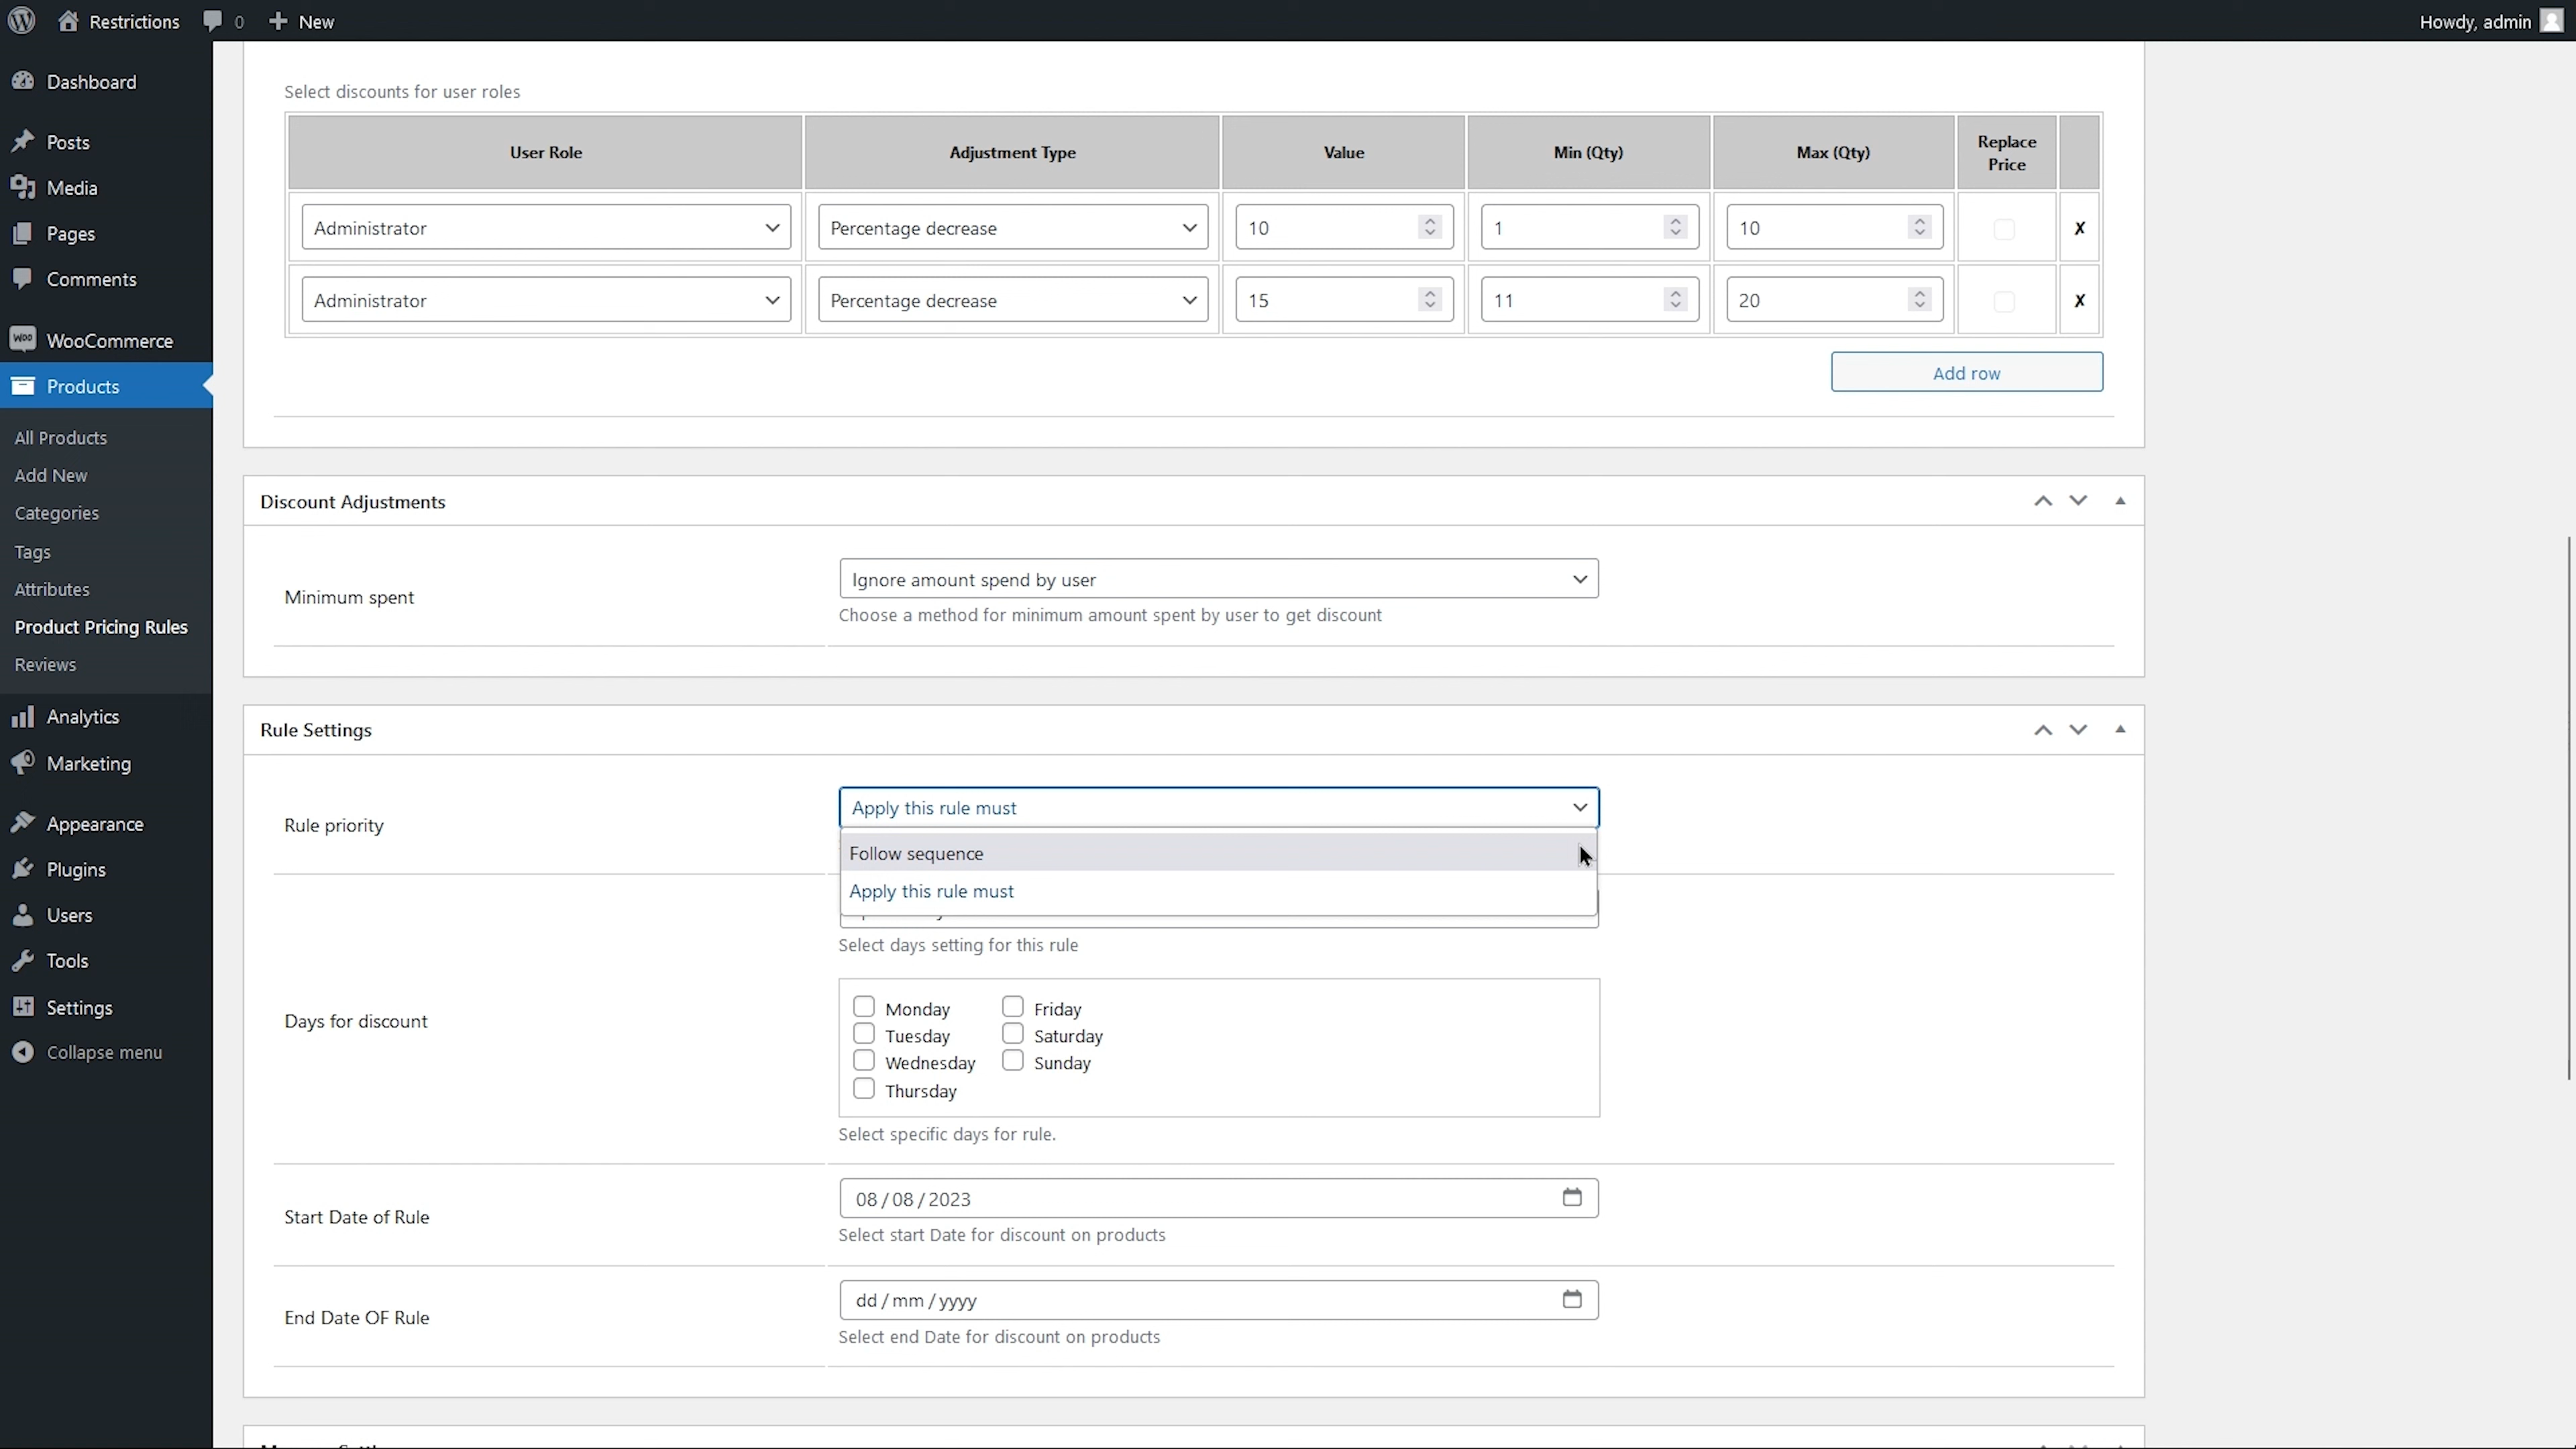 Restrictions 0 New Howdy, admin
Dashboard
Posts
Media
Pages
Comments
WooCommerce
Products
All Products
Add New
Categories
Tags
Attributes
Product Pricing Rules
Reviews
Analytics
Marketing
Appearance
Plugins
Users
Tools
Settings
Collapse menu
Select discounts for user roles
User Role Adjustment Type Value Min (Qty) Max (Qty) Replace Price
Administrator Percentage decrease 10 1 10 X
Administrator Percentage decrease 15 11 20 X
Add row
Discount Adjustments
Minimum spent
Ignore amount spend by user
Choose a method for minimum amount spent by user to get discount
Rule Settings
Rule priority
Apply this rule must
Follow sequence
Apply this rule must
Select days setting for this rule
Days for discount
Monday Friday
Tuesday Saturday
Wednesday Sunday
Thursday
Select specific days for rule.
Start Date of Rule
08/08/2023
Select start Date for discount on products
End Date OF Rule
dd/mm/yyyy
Select end Date for discount on products